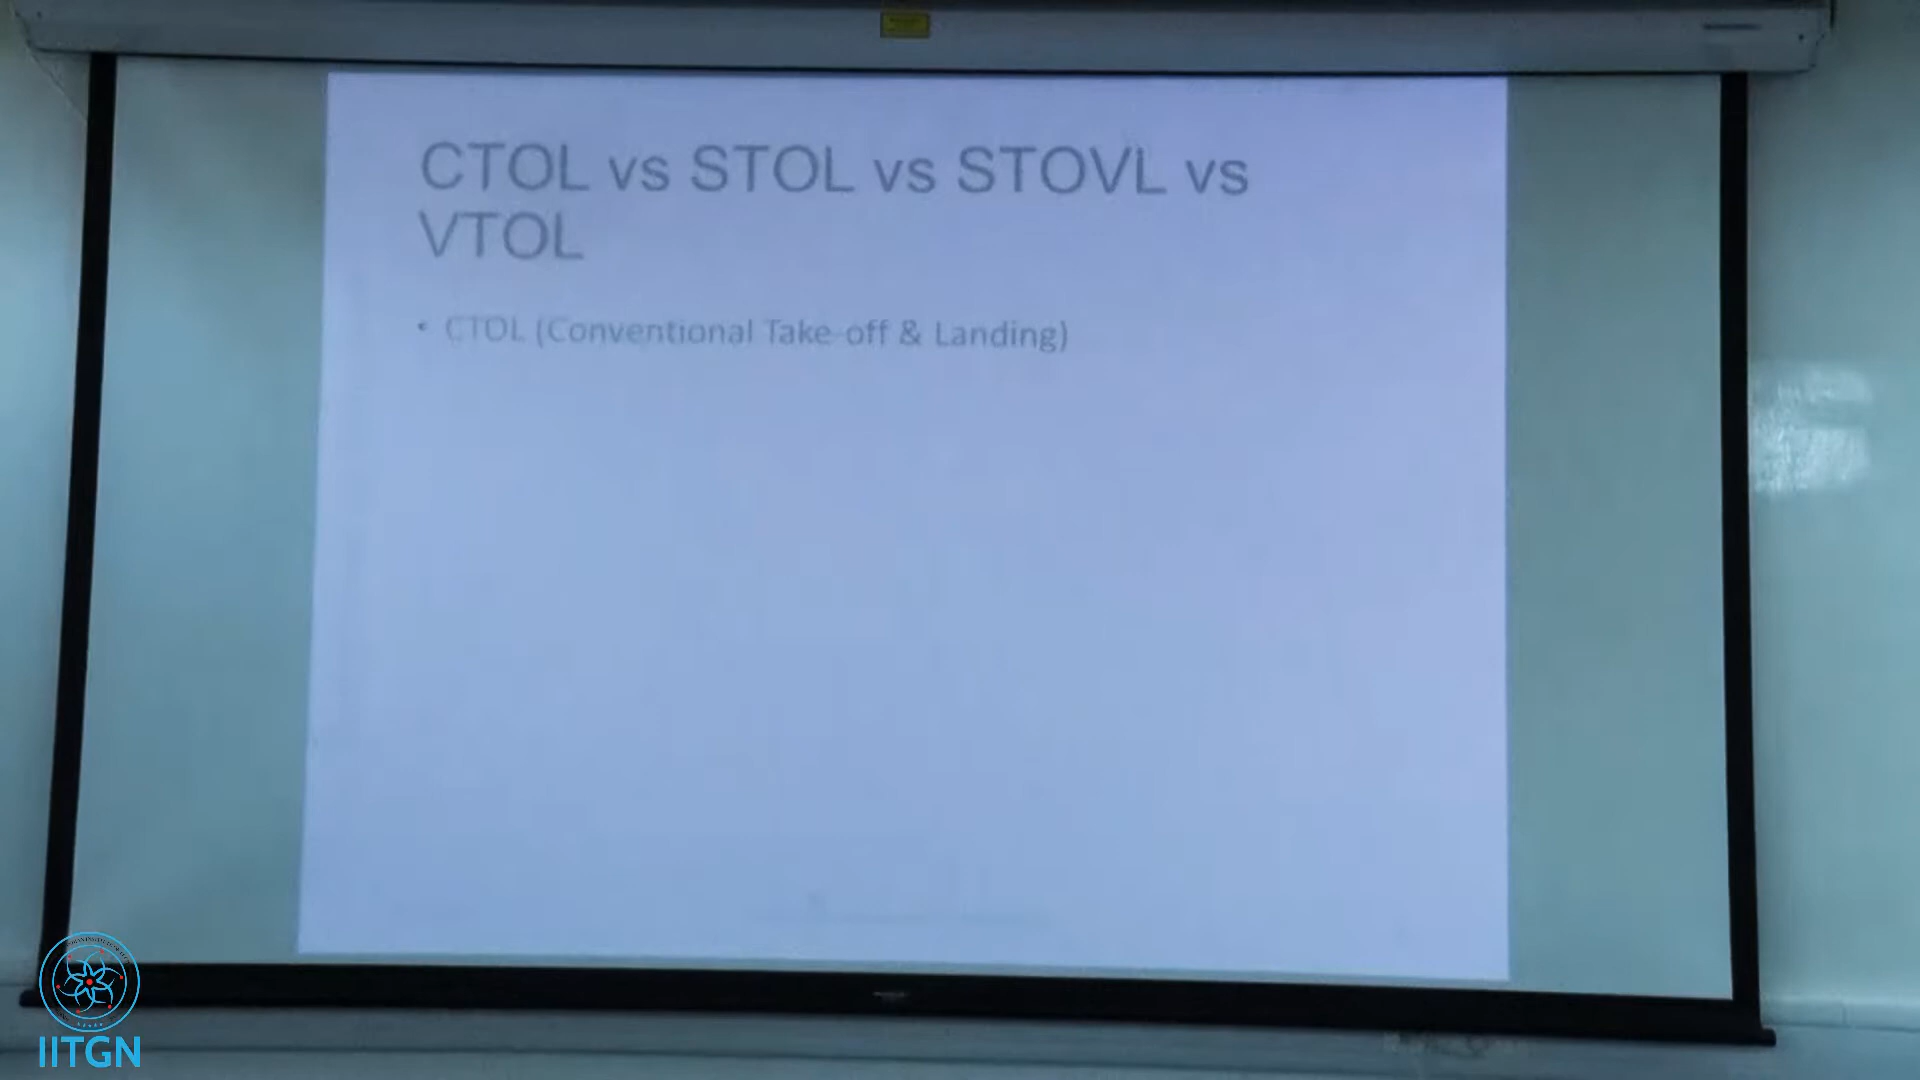 CTOL vs STOL vs STOVL vs
VTOL
• CTOL (Conventional Take-off & Landing)
IITGN